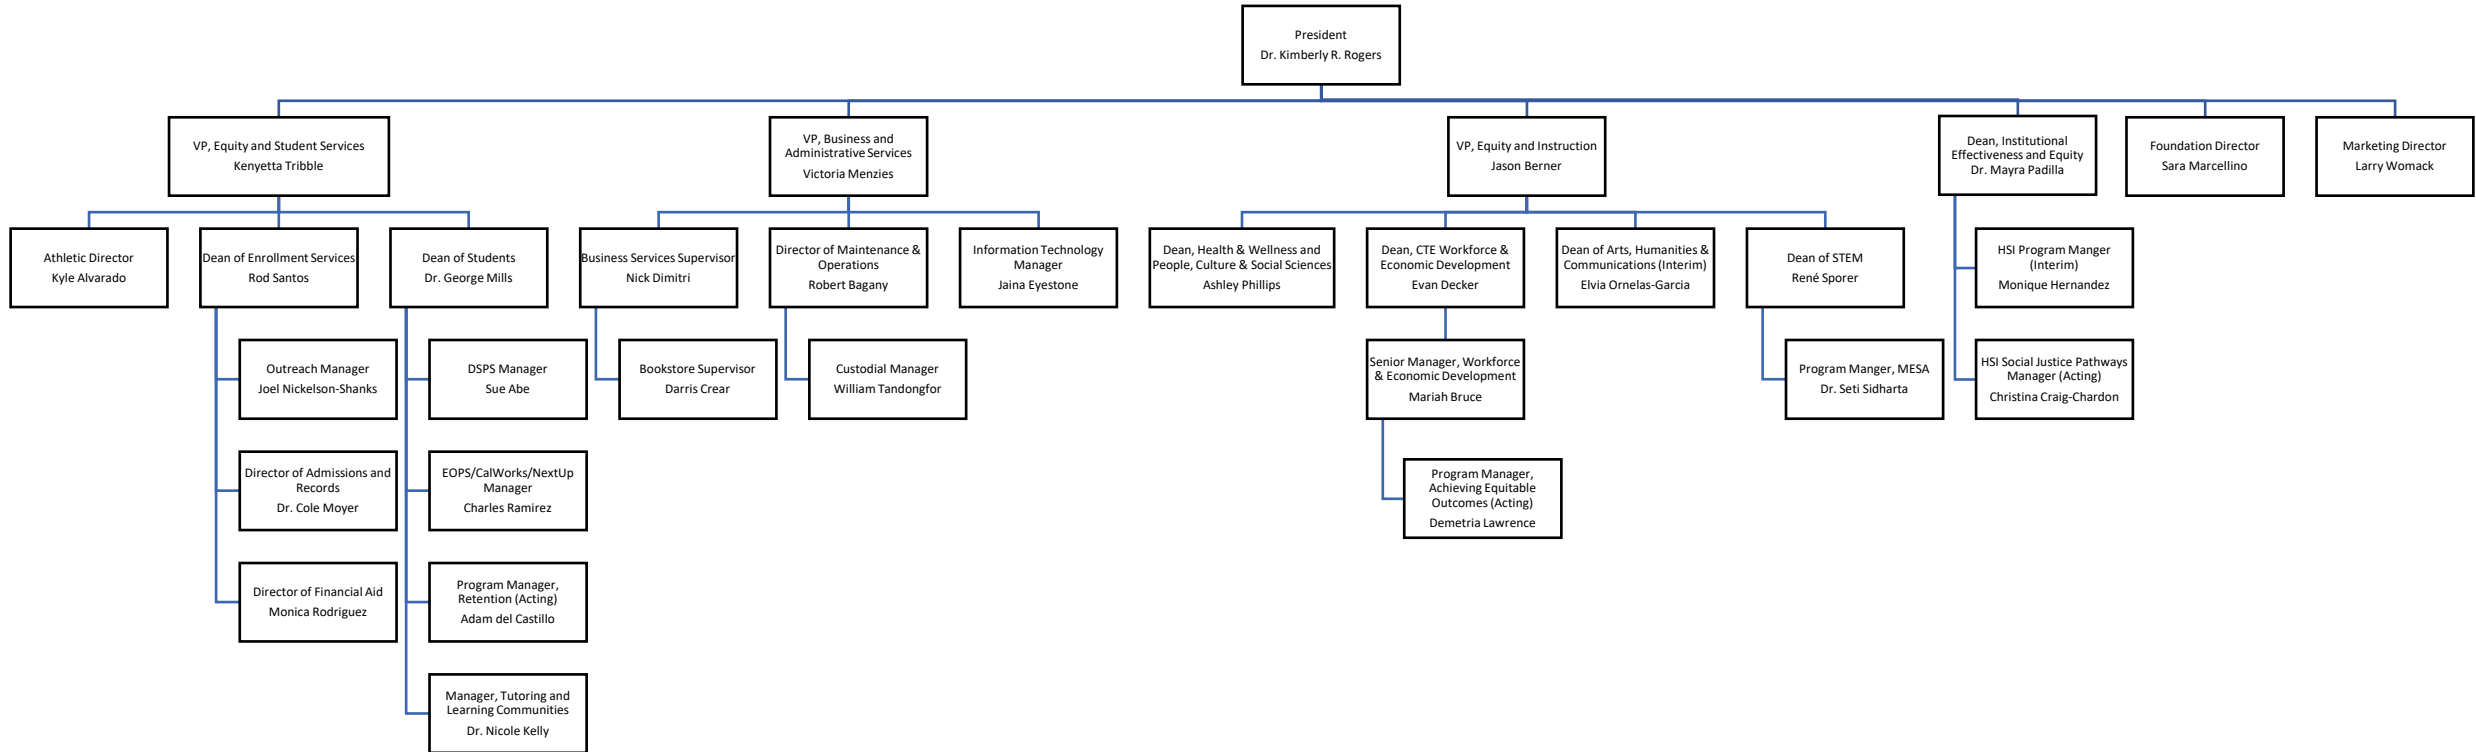 President
Dr. Kimberly R. Rogers
VP, Equity and Student Services
Kenyetta Tribble
VP, Business and
Administrative Services
Victoria Menzies
VP, Equity and Instruction
Jason Berner
Dean, Institutional
Effectiveness and Equity
Dr. Mayra Padilla
Foundation Director
Sara Marcellino
Marketing Director
Larry Womack
Athletic Director
Kyle Alvarado
Dean of Enrollment Services
Rod Santos
Dean of Students
Dr. George Mills
Business Services Supervisor
Nick Dimitri
Director of Maintenance &
Operations
Robert Bagany
Information Technology
Manager
Jaina Eyestone
Dean, Health & Wellness and
People, Culture & Social Sciences
Ashley Phillips
Dean, CTE Workforce &
Economic Development
Evan Decker
Dean of Arts, Humanities &
Communications (Interim)
Elvia Ornelas-Garcia
Dean of STEM
René Sporer
HSI Program Manger
(Interim)
Monique Hernandez
Outreach Manager
Joel Nickelson-Shanks
DSPS Manager
Sue Abe
Bookstore Supervisor
Darris Crear
Custodial Manager
William Tandongfor
Senior Manager, Workforce
& Economic Development
Mariah Bruce
Program Manger, MESA
Dr. Seti Sidharta
HSI Social Justice Pathways
Manager (Acting)
Christina Craig-Chardon
Director of Admissions and
Records
Dr. Cole Moyer
EOPS/CalWorks/NextUp
Manager
Charles Ramirez
Program Manager,
Achieving Equitable
Outcomes (Acting)
Demetria Lawrence
Director of Financial Aid
Monica Rodriguez
Program Manager,
Retention (Acting)
Adam del Castillo
Manager, Tutoring and
Learning Communities
Dr. Nicole Kelly